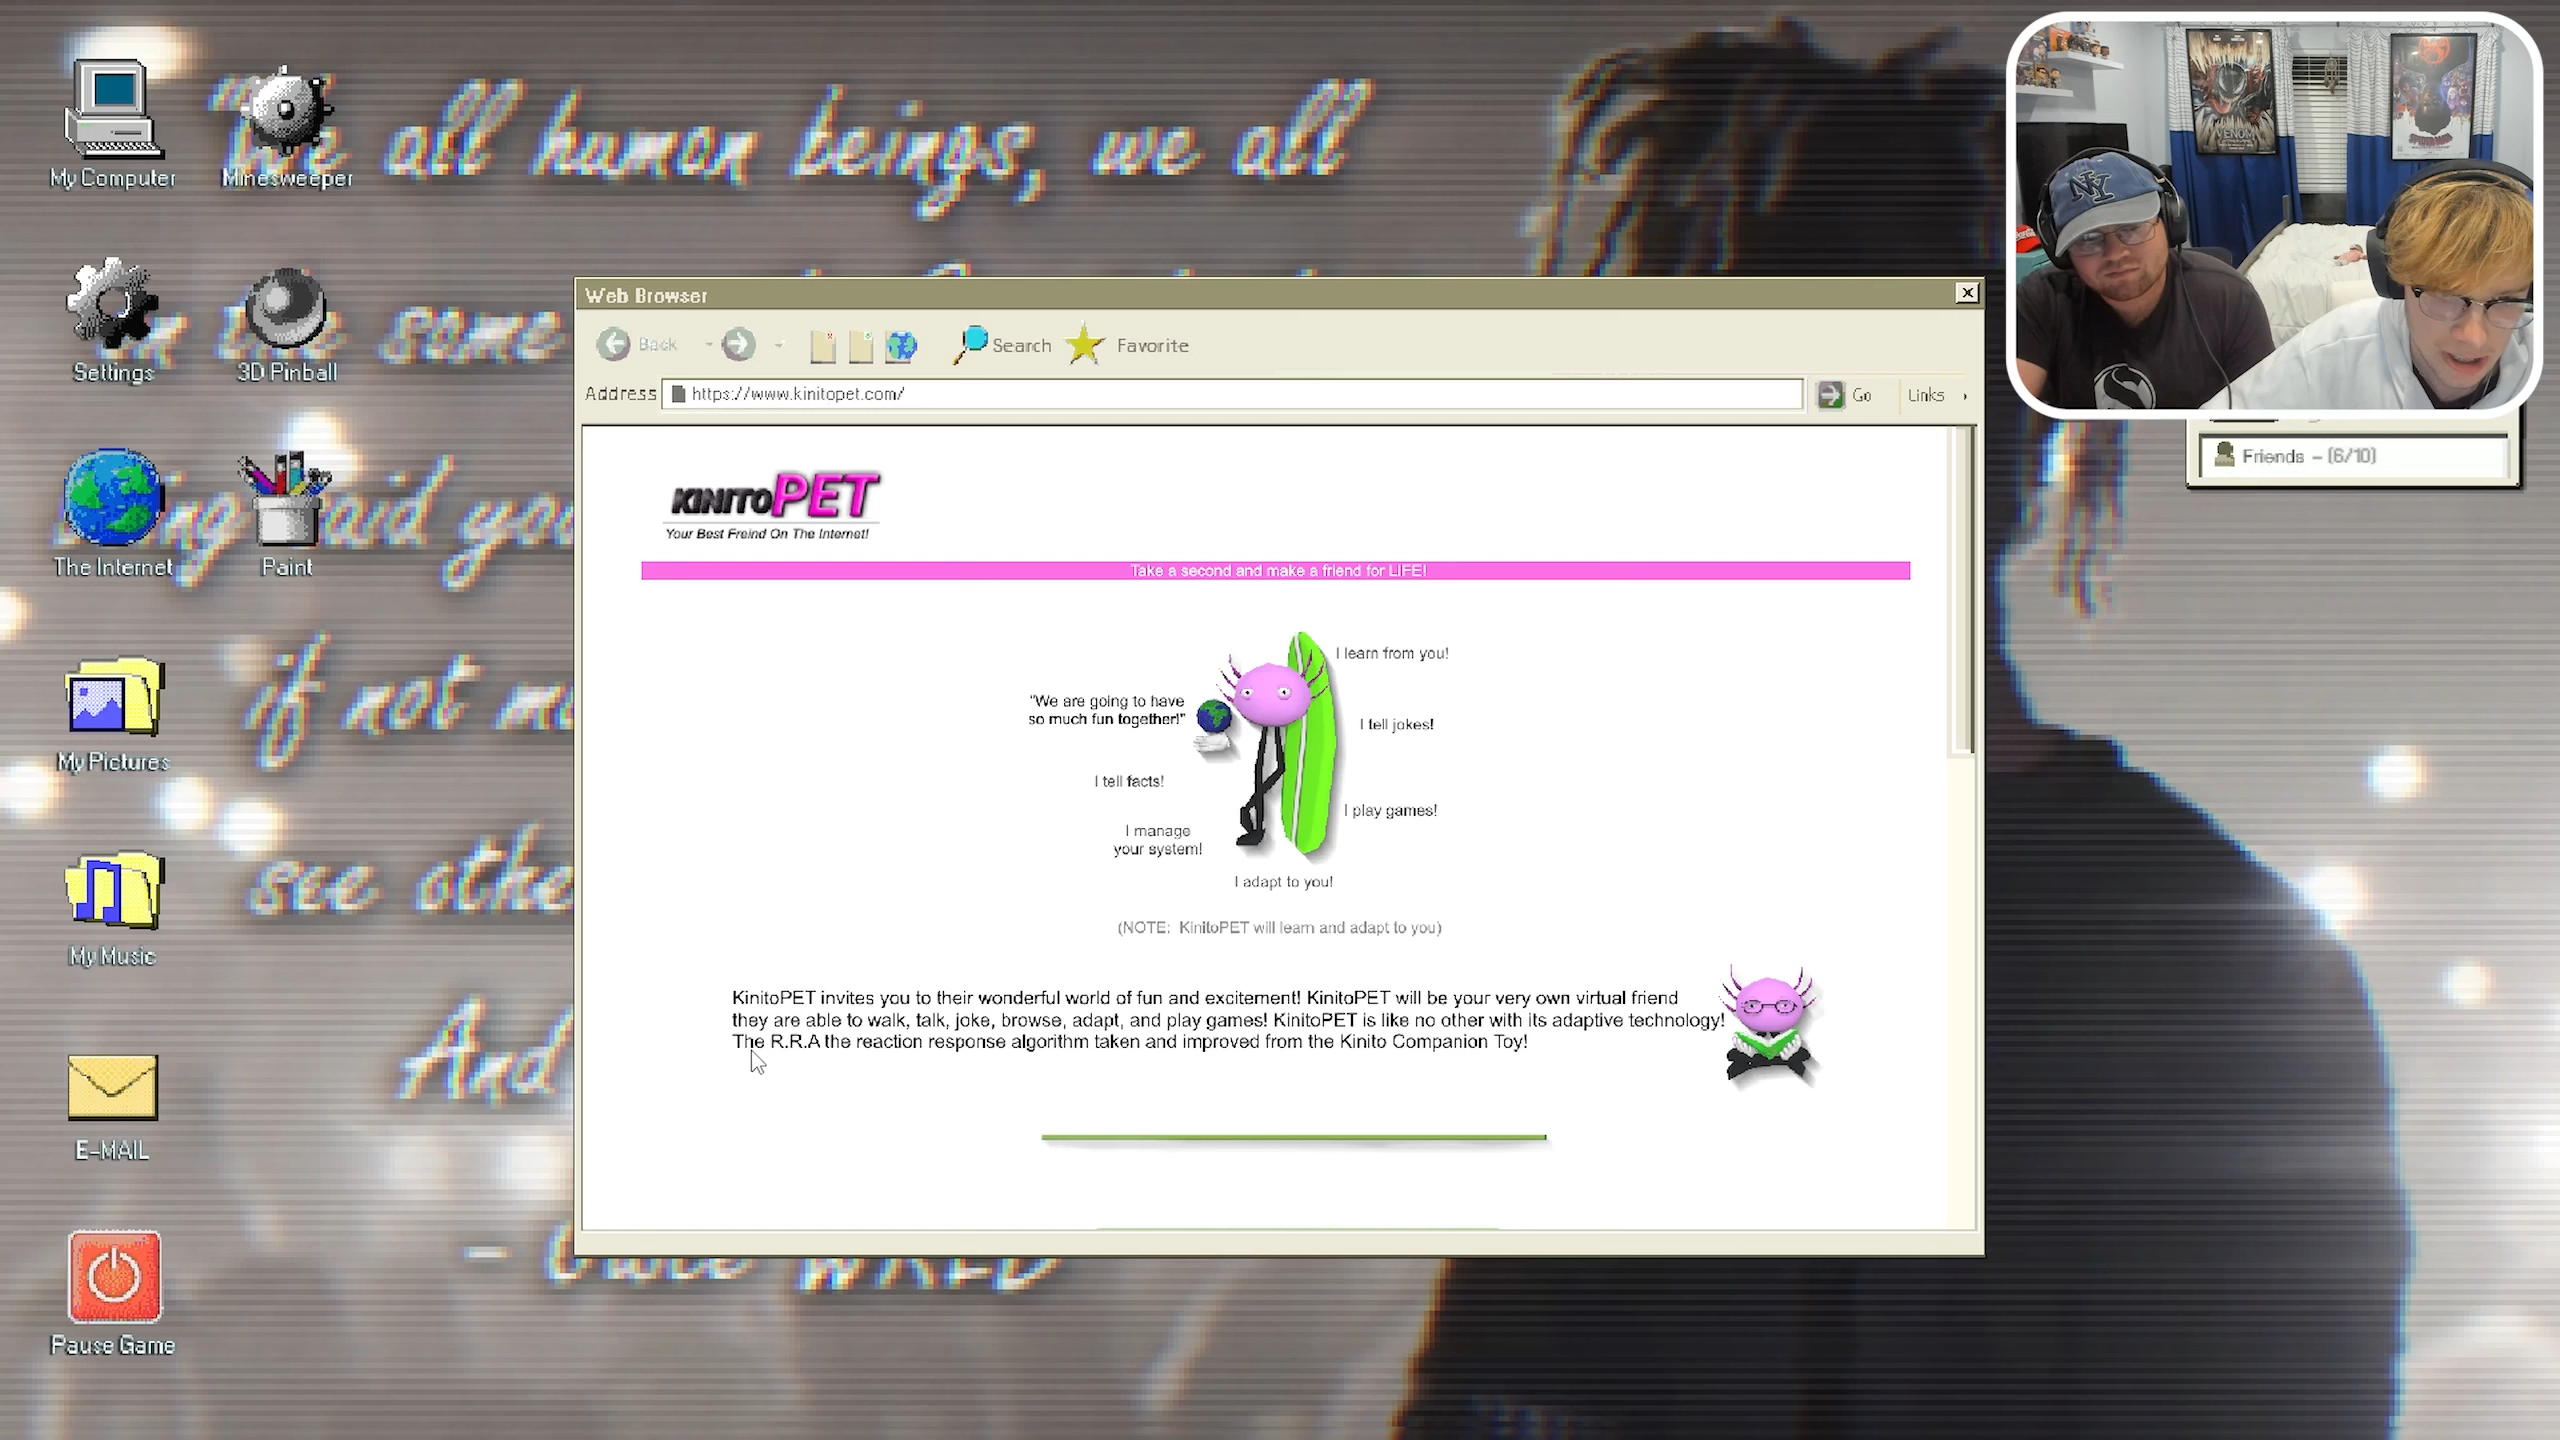 all human beings, we all
My Computer
Minesweeper
some
Settings
3D Pinball
said you
The Internet
Paint
if not m
My Pictures
see othe
My Music
And
E-MAIL
Pause Game
Web Browser
Back
Search
Favorite
Address
https://www.kinitopet.com/
Go
Links
KINITOPET
Your Best Freind On The Internet!
Take a second and make a friend for LIFE!
I learn from you!
"We are going to have
so much fun together!"
I tell jokes!
I tell facts!
I play games!
I manage
your system!
I adapt to you!
(NOTE: KinitoPET will learn and adapt to you)
KinitoPET invites you to their wonderful world of fun and excitement! KinitoPET will be your very own virtual friend
they are able to walk, talk, joke, browse, adapt, and play games! KinitoPET is like no other with its adaptive technology!
The R.R.A the reaction response algorithm taken and improved from the Kinito Companion Toy!
VENOM
NY
Friends - (6/10)